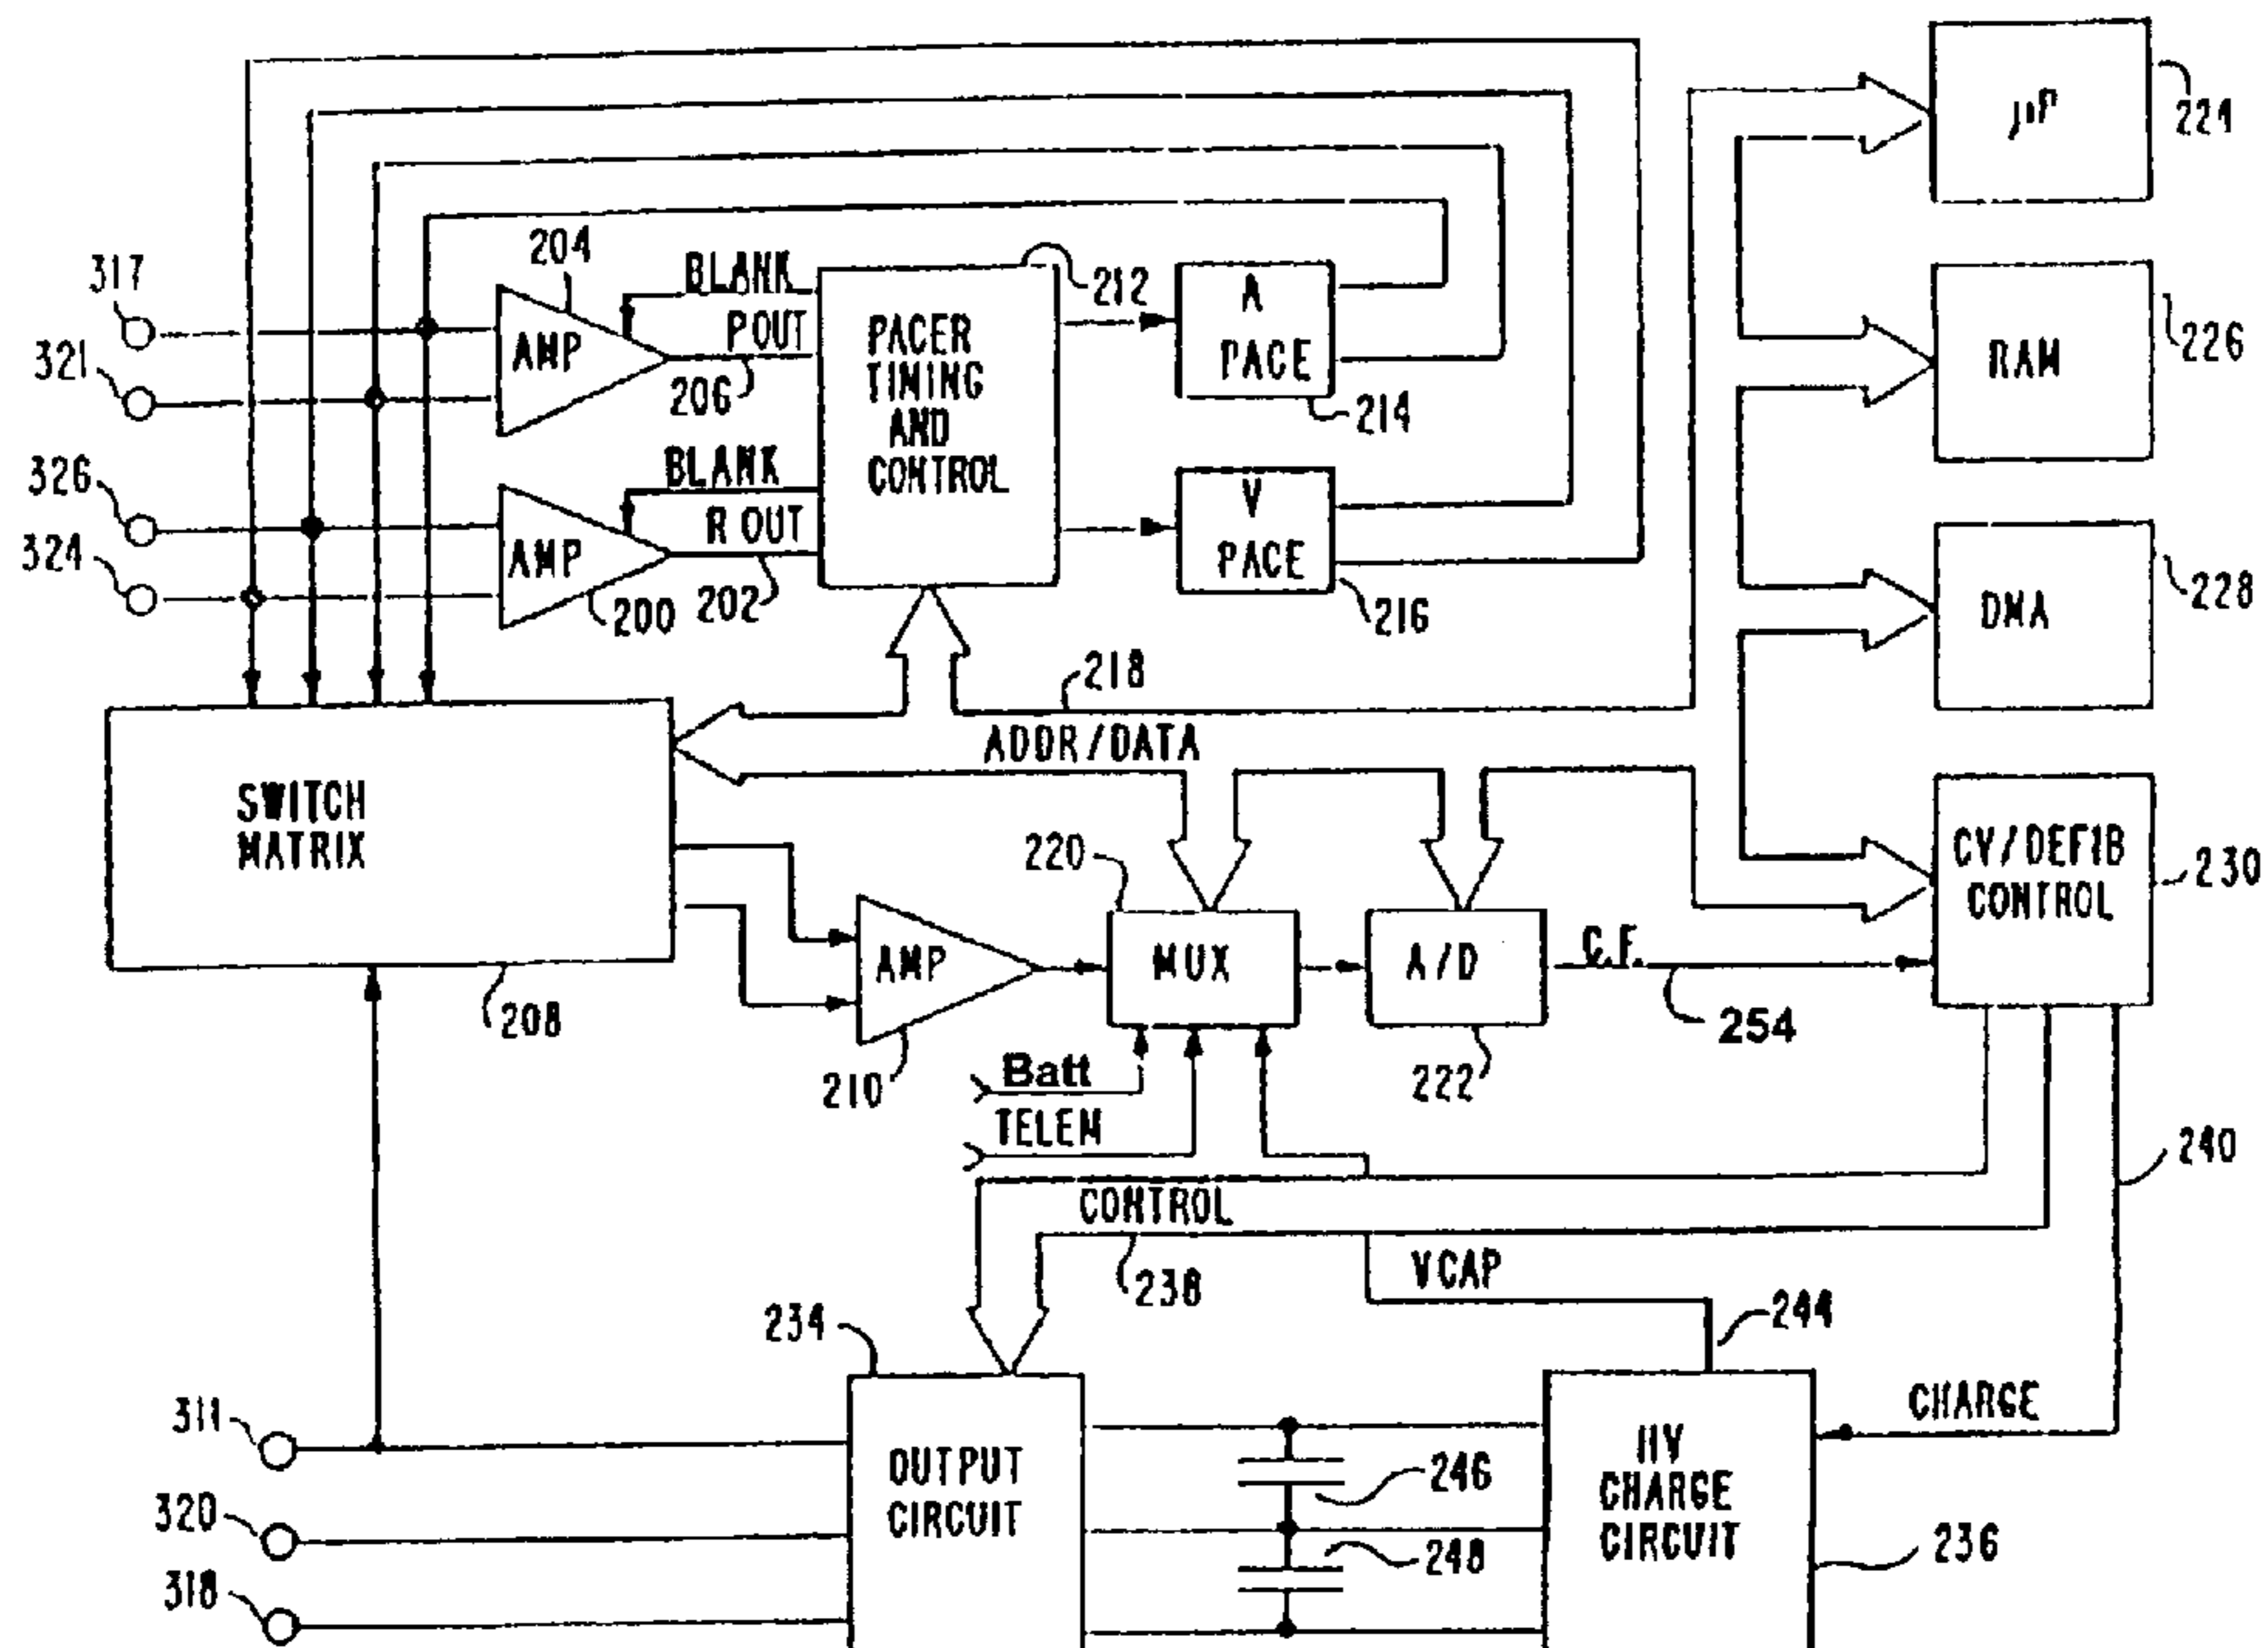 224
μP
204
317
BLANK
212
A
PACE
226
P OUT
PACER
TIMING
AND
CONTROL
321
AMP
RAM
206
214
326
BLANK
V
PACE
R OUT
324
AMP
228
200
202
216
DMA
218
ADDR/DATA
SWITCH
MATRIX
220
CV/DEFIB
CONTROL
230
AMP
MUX
A/D
C.F.
208
254
210
Batt
222
TELEM
240
CONTROL
VCAP
238
244
234
CHARGE
311
OUTPUT
CIRCUIT
HV
CHARGE
CIRCUIT
246
320
248
236
318